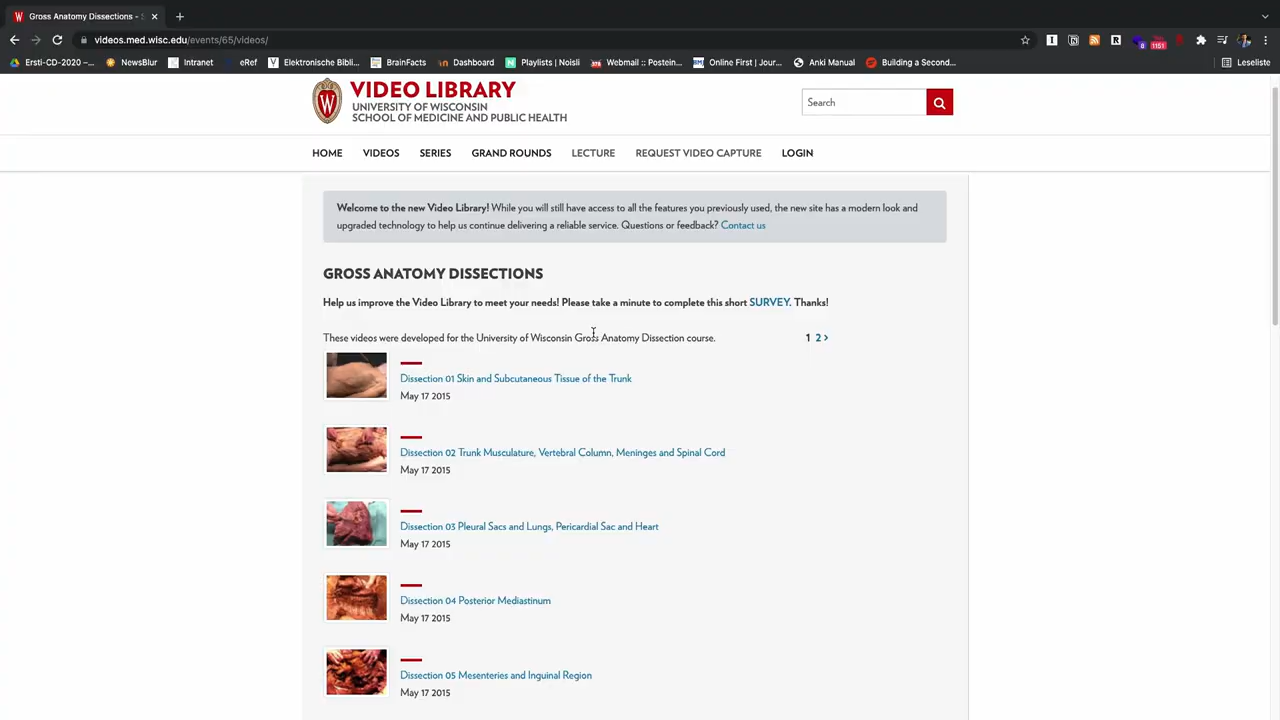 Gross Anatomy Dissections -
videos.med.wisc.edu/events/65/videos/
8
1151
Ersti-CD-2020 –...
NewsBlur
Intranet
eRef
Elektronische Bibl...
BrainFacts
Dashboard
Playlists | Noisli
Webmail :: Postein...
Online First | Jour...
Anki Manual
Building a Second...
Leseliste
VIDEO LIBRARY
UNIVERSITY OF WISCONSIN
SCHOOL OF MEDICINE AND PUBLIC HEALTH
Search
HOME
VIDEOS
SERIES
GRAND ROUNDS
LECTURE
REQUEST VIDEO CAPTURE
LOGIN
Welcome to the new Video Library! While you will still have access to all the features you previously used, the new site has a modern look and
upgraded technology to help us continue delivering a reliable service. Questions or feedback? Contact us
GROSS ANATOMY DISSECTIONS
Help us improve the Video Library to meet your needs! Please take a minute to complete this short SURVEY. Thanks!
These videos were developed for the University of Wisconsin Gross Anatomy Dissection course.
1 2 >
Dissection 01 Skin and Subcutaneous Tissue of the Trunk
May 17 2015
Dissection 02 Trunk Musculature, Vertebral Column, Meninges and Spinal Cord
May 17 2015
Dissection 03 Pleural Sacs and Lungs, Pericardial Sac and Heart
May 17 2015
Dissection 04 Posterior Mediastinum
May 17 2015
Dissection 05 Mesenteries and Inguinal Region
May 17 2015